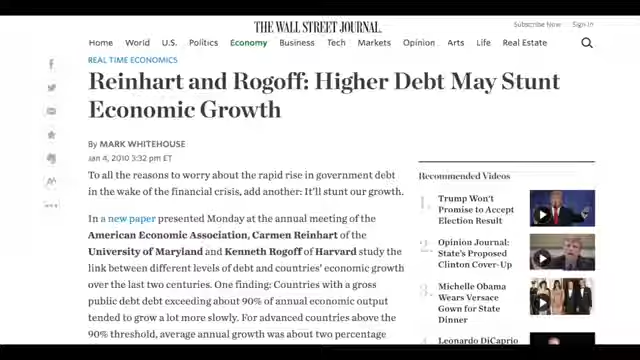 THE WALL STREET JOURNAL.
Subscribe Now Sign In
Home World U.S. Politics Economy Business Tech Markets Opinion Arts Life Real Estate
REAL TIME ECONOMICS
Reinhart and Rogoff: Higher Debt May Stunt
Economic Growth
By MARK WHITEHOUSE
Jan 4, 2010 3:32 pm ET
To all the reasons to worry about the rapid rise in government debt
in the wake of the financial crisis, add another: It'll stunt our growth.
In a new paper presented Monday at the annual meeting of the
American Economic Association, Carmen Reinhart of the
University of Maryland and Kenneth Rogoff of Harvard study the
link between different levels of debt and countries' economic growth
over the last two centuries. One finding: Countries with a gross
public debt debt exceeding about 90% of annual economic output
tended to grow a lot more slowly. For advanced countries above the
90% threshold, average annual growth was about two percentage
Recommended Videos
1. Trump Won't
Promise to Accept
Election Result
2. Opinion Journal:
State's Proposed
Clinton Cover-Up
3. Michelle Obama
Wears Versace
Gown for State
Dinner
Leonardo DiCaprio